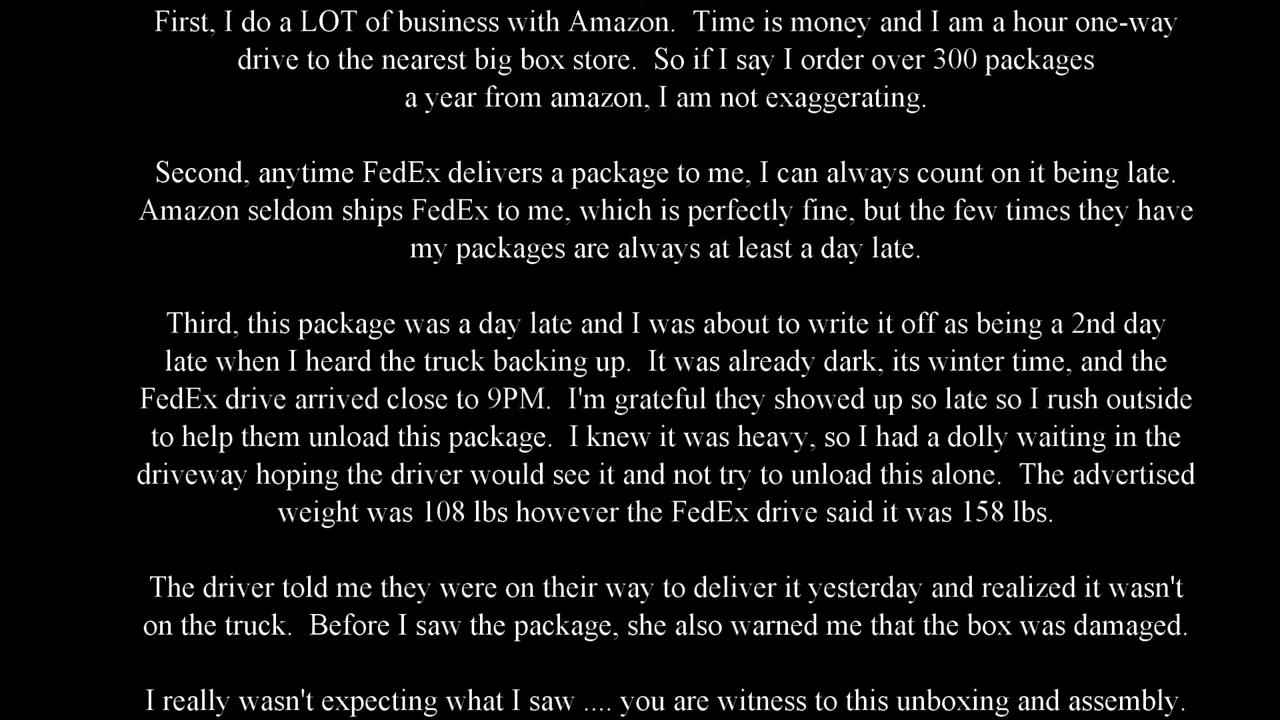 First, I do a LOT of business with Amazon.  Time is money and I am a hour one-way
drive to the nearest big box store.  So if I say I order over 300 packages
a year from amazon, I am not exaggerating.
Second, anytime FedEx delivers a package to me, I can always count on it being late.
Amazon seldom ships FedEx to me, which is perfectly fine, but the few times they have
my packages are always at least a day late.
Third, this package was a day late and I was about to write it off as being a 2nd day
late when I heard the truck backing up.  It was already dark, its winter time, and the
FedEx drive arrived close to 9PM.  I'm grateful they showed up so late so I rush outside
to help them unload this package.  I knew it was heavy, so I had a dolly waiting in the
driveway hoping the driver would see it and not try to unload this alone.  The advertised
weight was 108 lbs however the FedEx drive said it was 158 lbs.
The driver told me they were on their way to deliver it yesterday and realized it wasn't
on the truck.  Before I saw the package, she also warned me that the box was damaged.
I really wasn't expecting what I saw .... you are witness to this unboxing and assembly.